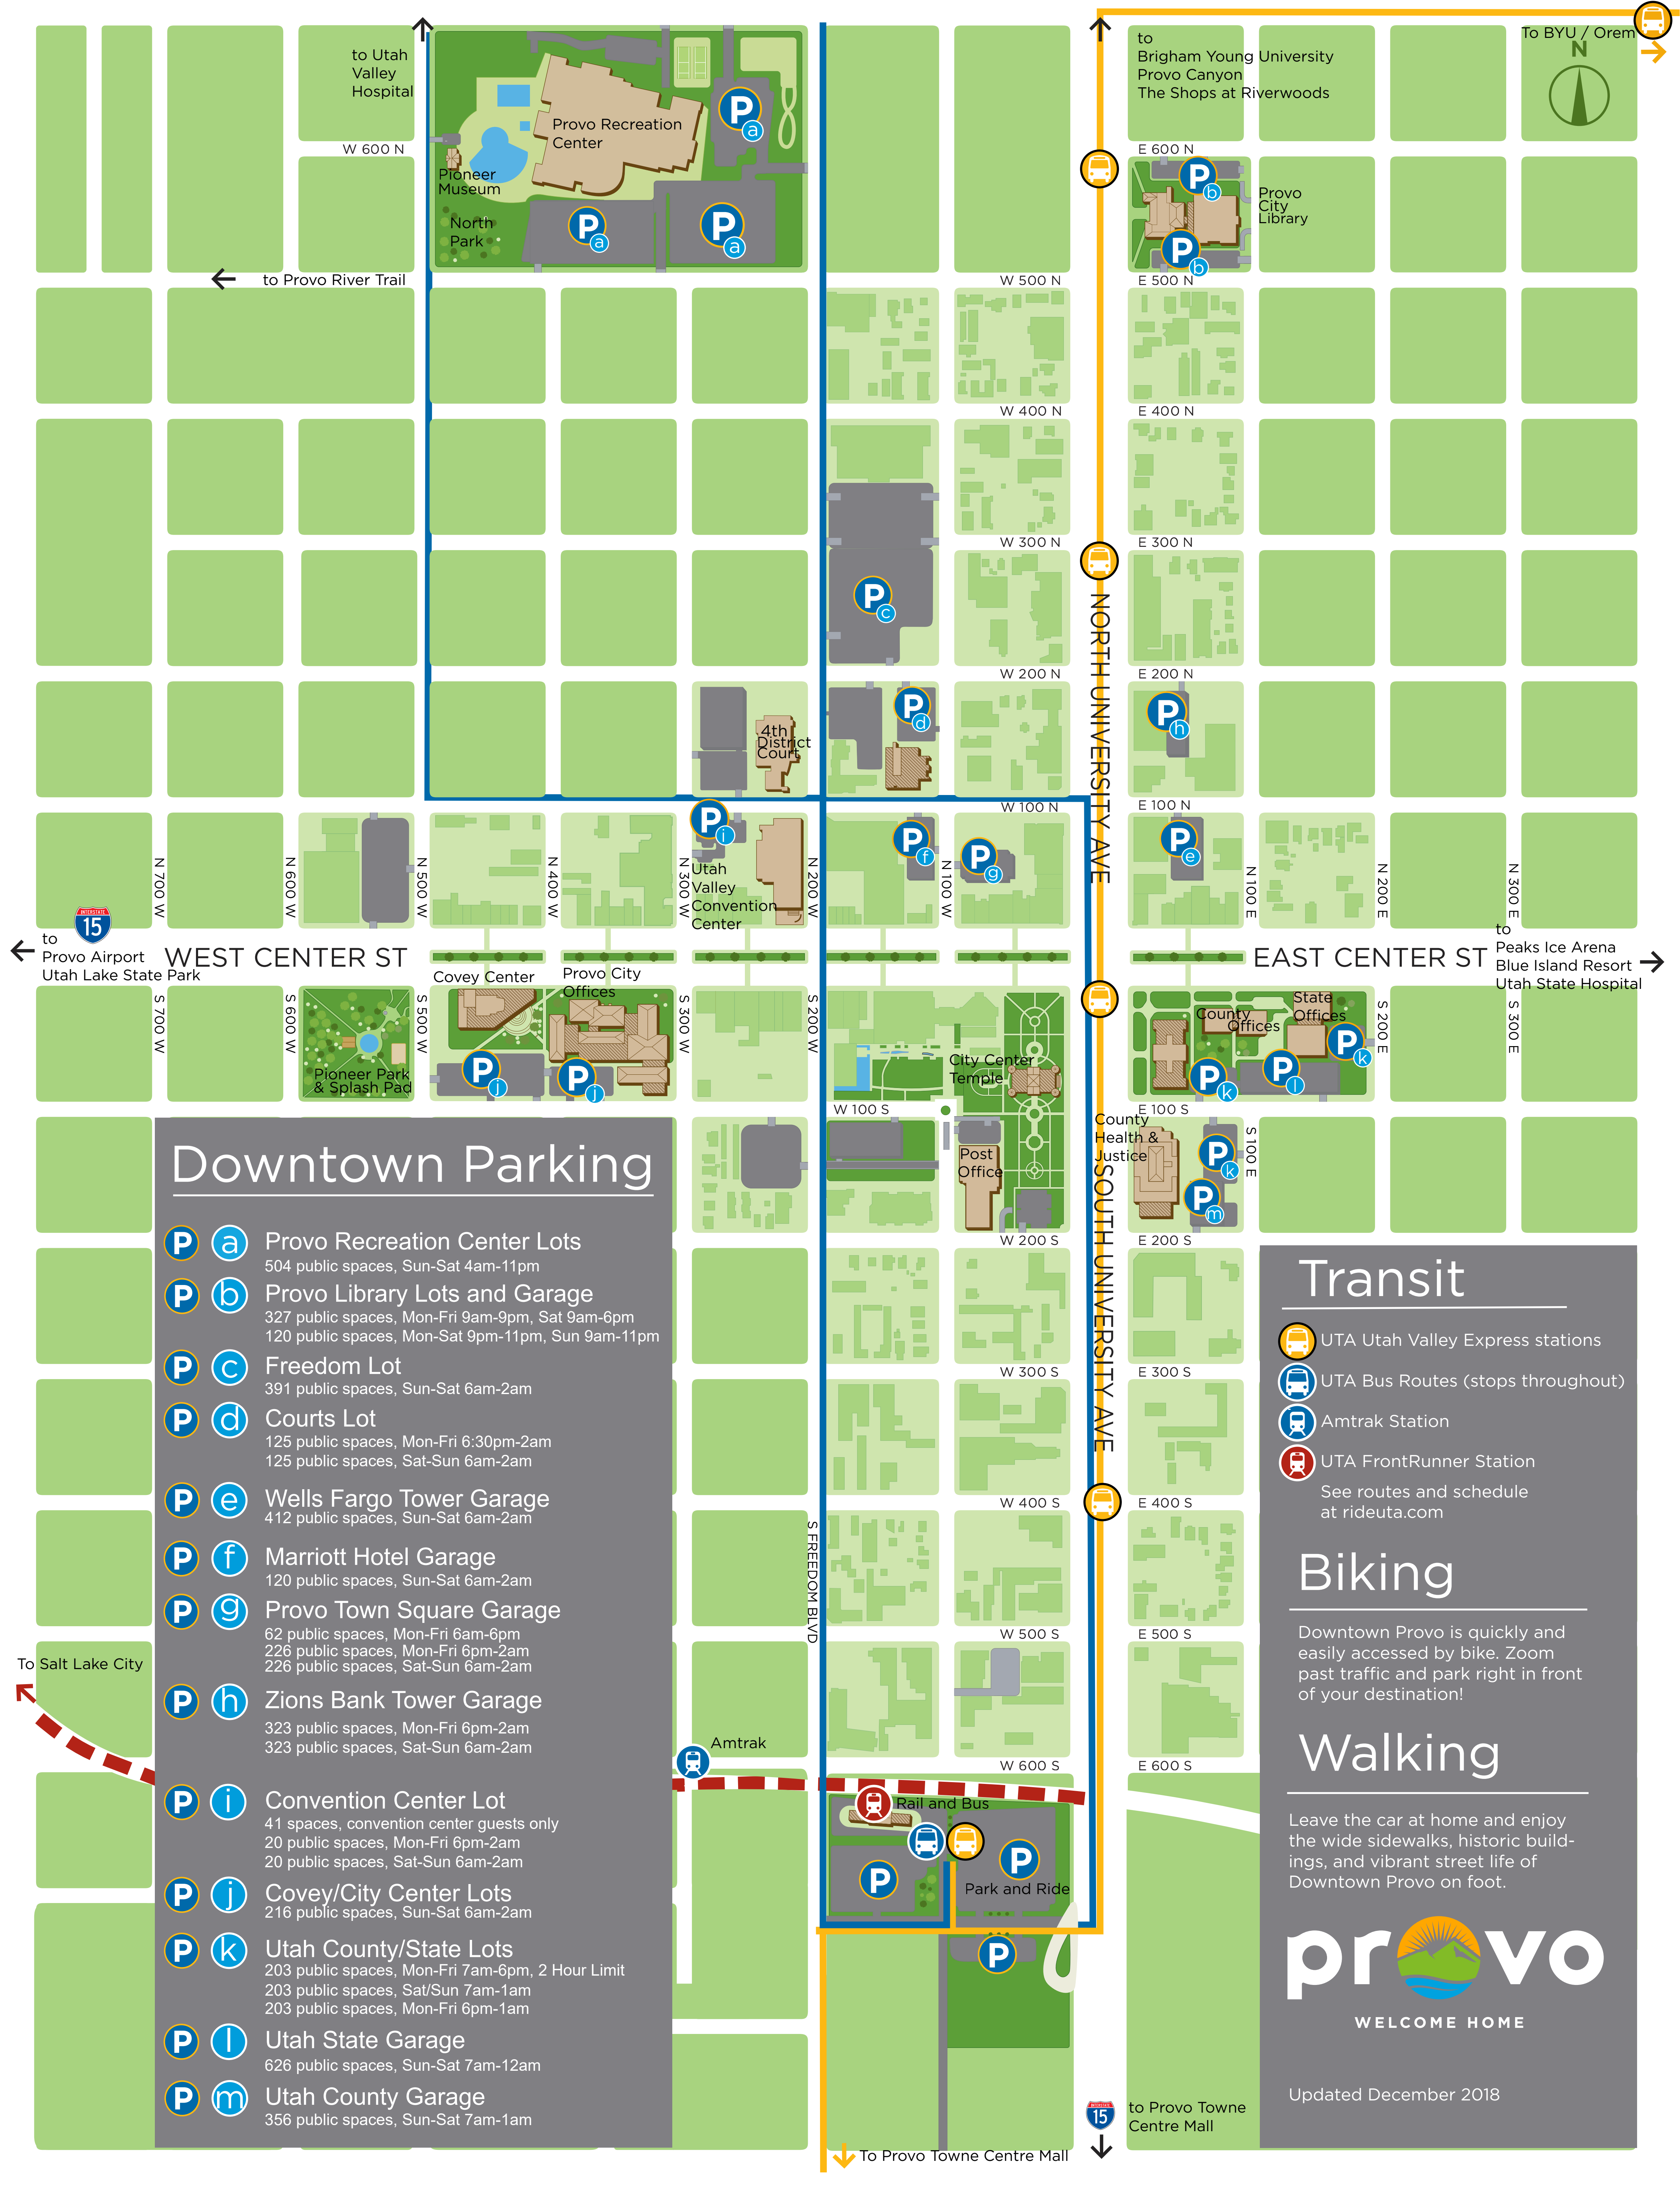 To BYU / Orem
N
to
Brigham Young University
Provo Canyon
The Shops at Riverwoods
to Utah
Valley
Hospital
Provo Recreation
Center
P
a
W 600 N
E 600 N
Pioneer
Museum
North
Park
P
a
P
a
P
b
P
b
Provo
City
Library
to Provo River Trail
W 500 N
E 500 N
W 400 N
E 400 N
W 300 N
E 300 N
P
c
NORTH UNIVERSITY AVE
W 200 N
E 200 N
4th
District
Court
P
d
P
h
W 100 N
E 100 N
P
i
P
f
P
g
P
e
Utah
Valley
Convention
Center
N 700 W
N 600 W
N 500 W
N 400 W
N 300 W
N 200 W
N 100 W
N 100 E
N 200 E
N 300 E
INTERSTATE
15
to
Provo Airport
Utah Lake State Park
WEST CENTER ST
EAST CENTER ST
to
Peaks Ice Arena
Blue Island Resort
Utah State Hospital
Covey Center
Provo City
Offices
S 700 W
S 600 W
S 500 W
S 300 W
S 200 W
S 200 E
S 300 E
Pioneer Park
& Splash Pad
P
j
P
j
City Center
Temple
County
Offices
State
Offices
P
k
P
l
P
k
W 100 S
E 100 S
County
Health &
Justice
Post
Office
P
k
P
m
S 100 E
SOUTH UNIVERSITY AVE
W 200 S
E 200 S
W 300 S
E 300 S
W 400 S
E 400 S
S FREEDOM BLVD
W 500 S
E 500 S
W 600 S
E 600 S
To Salt Lake City
Amtrak
Rail and Bus
P
P
Park and Ride
P
Downtown Parking
P a Provo Recreation Center Lots
504 public spaces, Sun-Sat 4am-11pm
P b Provo Library Lots and Garage
327 public spaces, Mon-Fri 9am-9pm, Sat 9am-6pm
120 public spaces, Mon-Sat 9pm-11pm, Sun 9am-11pm
P c Freedom Lot
391 public spaces, Sun-Sat 6am-2am
P d Courts Lot
125 public spaces, Mon-Fri 6:30pm-2am
125 public spaces, Sat-Sun 6am-2am
P e Wells Fargo Tower Garage
412 public spaces, Sun-Sat 6am-2am
P f Marriott Hotel Garage
120 public spaces, Sun-Sat 6am-2am
P g Provo Town Square Garage
62 public spaces, Mon-Fri 6am-6pm
226 public spaces, Mon-Fri 6pm-2am
226 public spaces, Sat-Sun 6am-2am
P h Zions Bank Tower Garage
323 public spaces, Mon-Fri 6pm-2am
323 public spaces, Sat-Sun 6am-2am
P i Convention Center Lot
41 spaces, convention center guests only
20 public spaces, Mon-Fri 6pm-2am
20 public spaces, Sat-Sun 6am-2am
P j Covey/City Center Lots
216 public spaces, Sun-Sat 6am-2am
P k Utah County/State Lots
203 public spaces, Mon-Fri 7am-6pm, 2 Hour Limit
203 public spaces, Sat/Sun 7am-1am
203 public spaces, Mon-Fri 6pm-1am
P l Utah State Garage
626 public spaces, Sun-Sat 7am-12am
P m Utah County Garage
356 public spaces, Sun-Sat 7am-1am
Transit
UTA Utah Valley Express stations
UTA Bus Routes (stops throughout)
Amtrak Station
UTA FrontRunner Station
See routes and schedule
at rideuta.com
Biking
Downtown Provo is quickly and
easily accessed by bike. Zoom
past traffic and park right in front
of your destination!
Walking
Leave the car at home and enjoy
the wide sidewalks, historic build-
ings, and vibrant street life of
Downtown Provo on foot.
provo
WELCOME HOME
Updated December 2018
INTERSTATE
15
to Provo Towne
Centre Mall
To Provo Towne Centre Mall